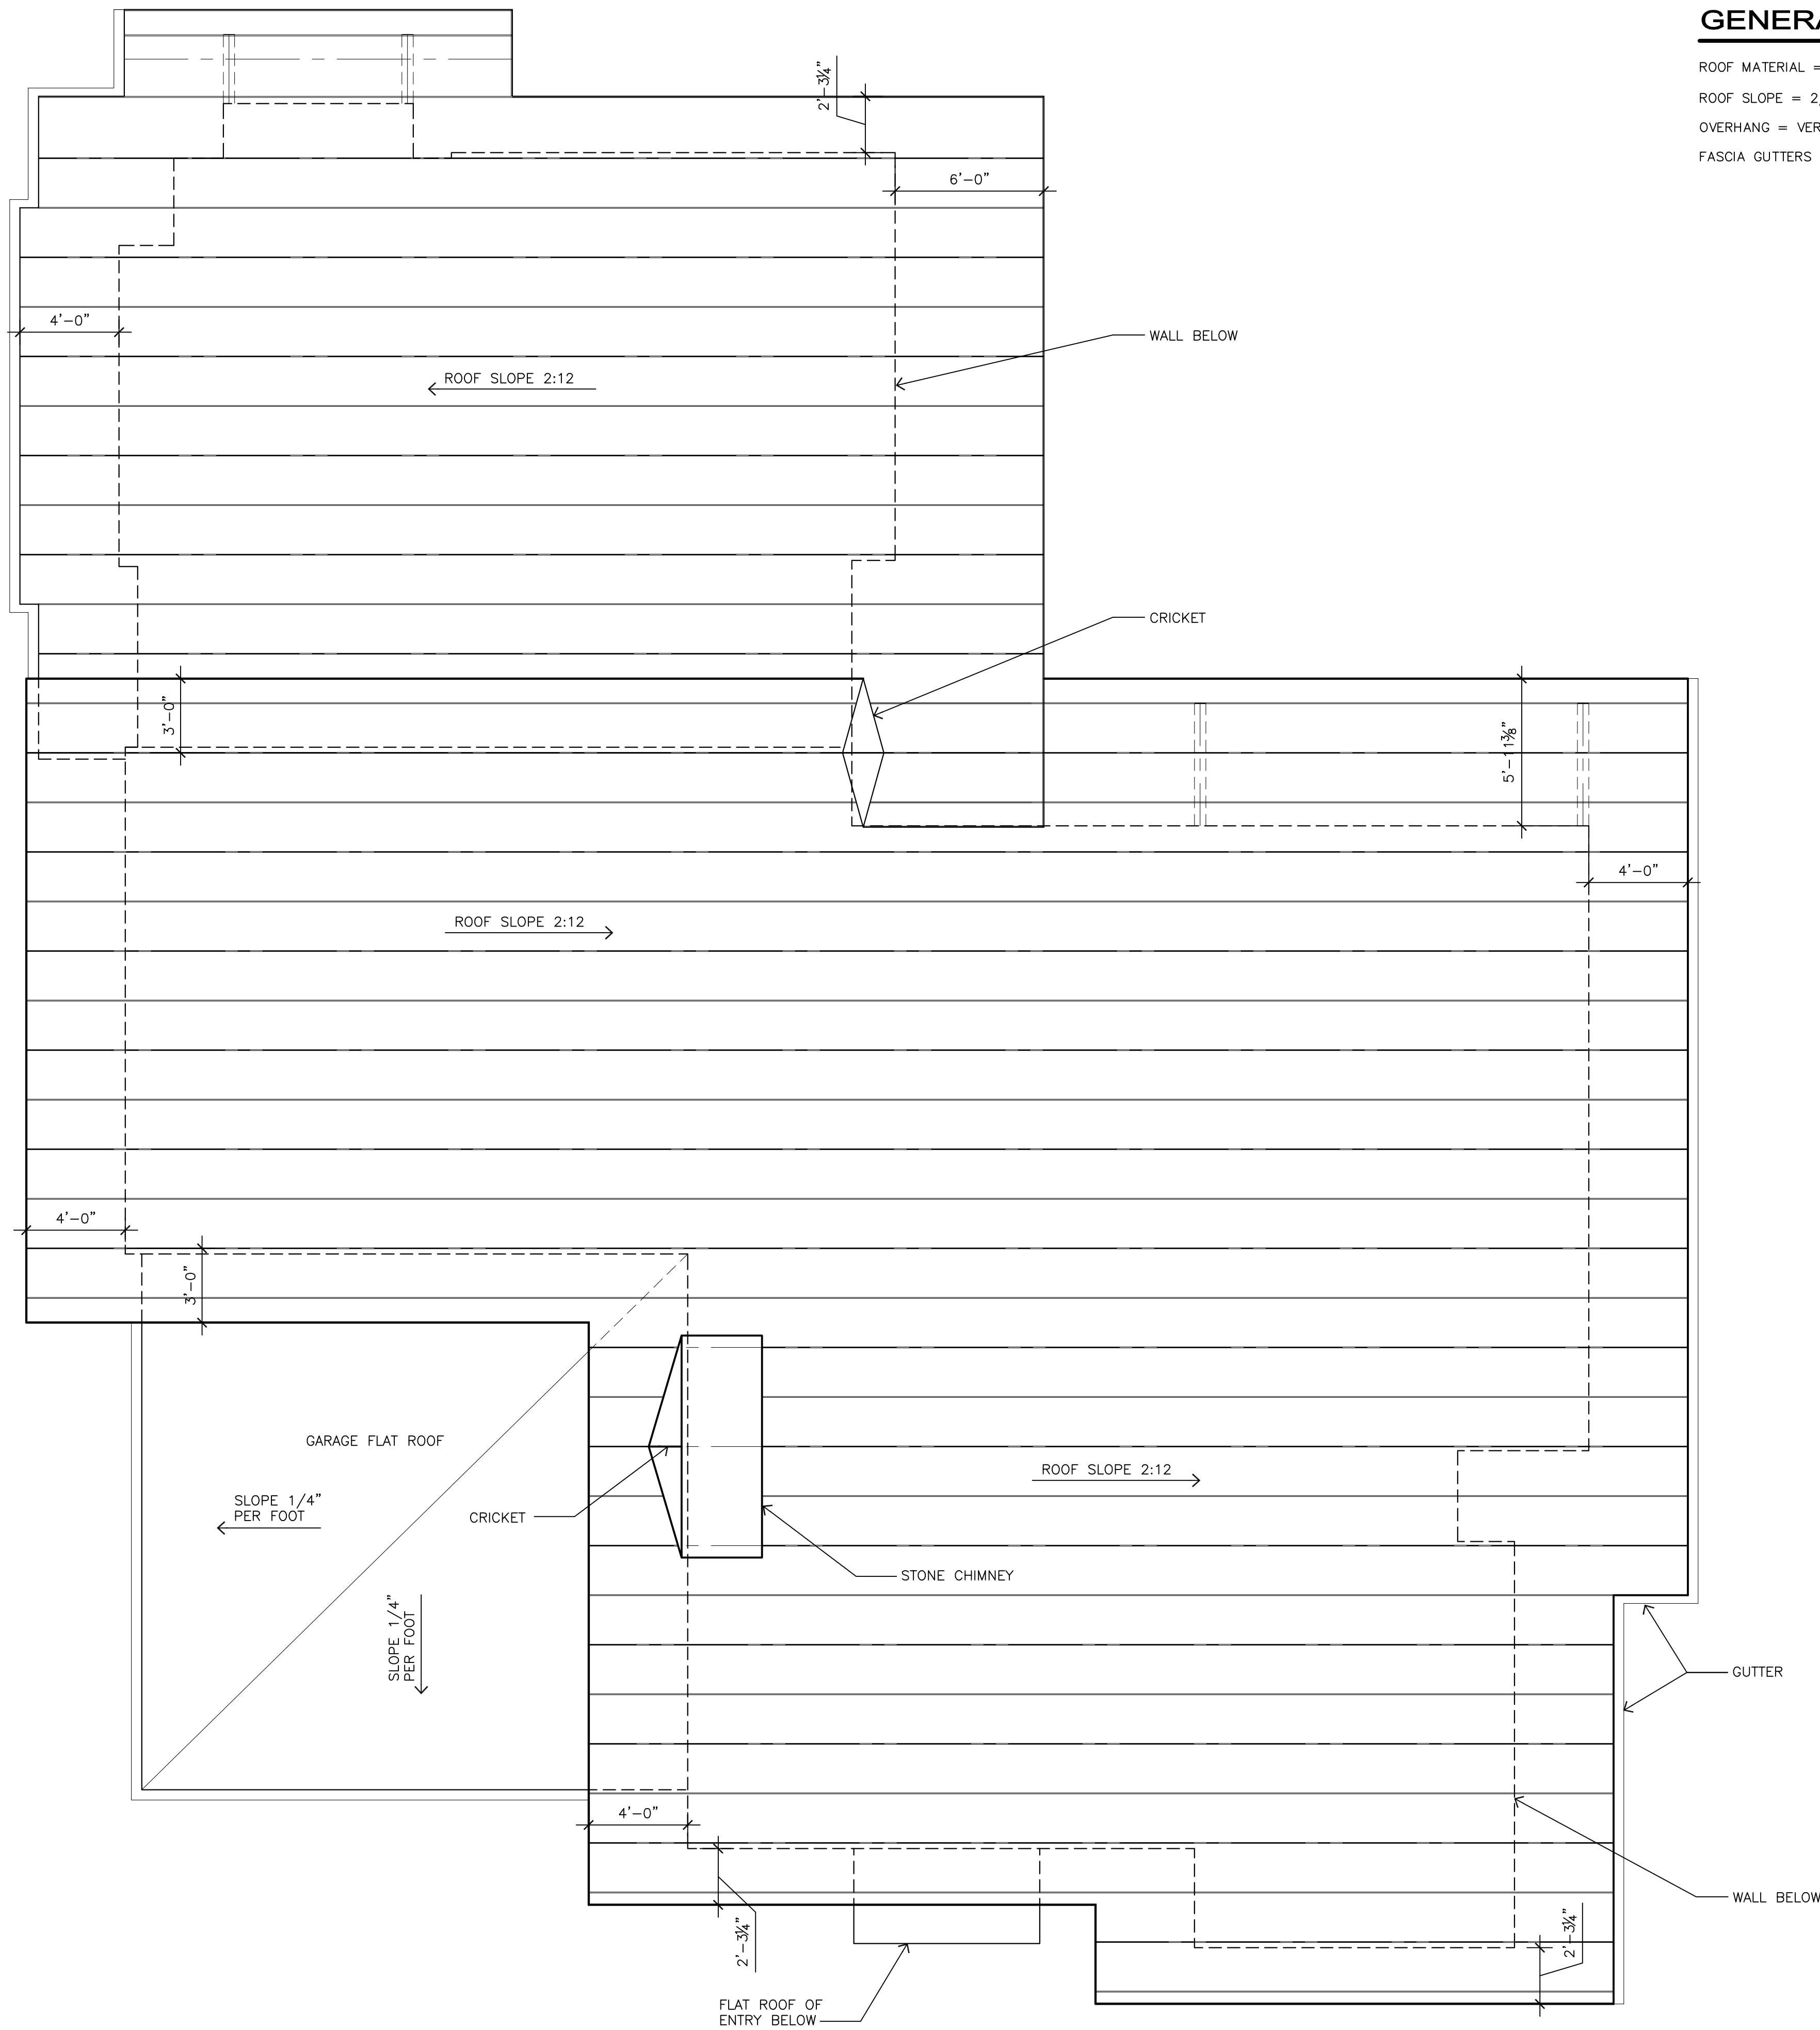 ROOF MATERIAL =
ROOF SLOPE = 2
OVERHANG =
FASCIA GUTTERS
2'-3¼"
6'-0"
4'-0"
WALL BELOW
ROOF SLOPE 2:12
CRICKET
3'-0"
5'-11⅜"
4'-0"
ROOF SLOPE 2:12
4'-0"
3'-0"
GARAGE FLAT ROOF
ROOF SLOPE 2:12
SLOPE 1/4"
PER FOOT
CRICKET
STONE CHIMNEY
SLOPE 1/4"
PER FOOT
GUTTER
4'-0"
WALL BELOW
2'-3¼"
2'-3¼"
FLAT ROOF OF
ENTRY BELOW